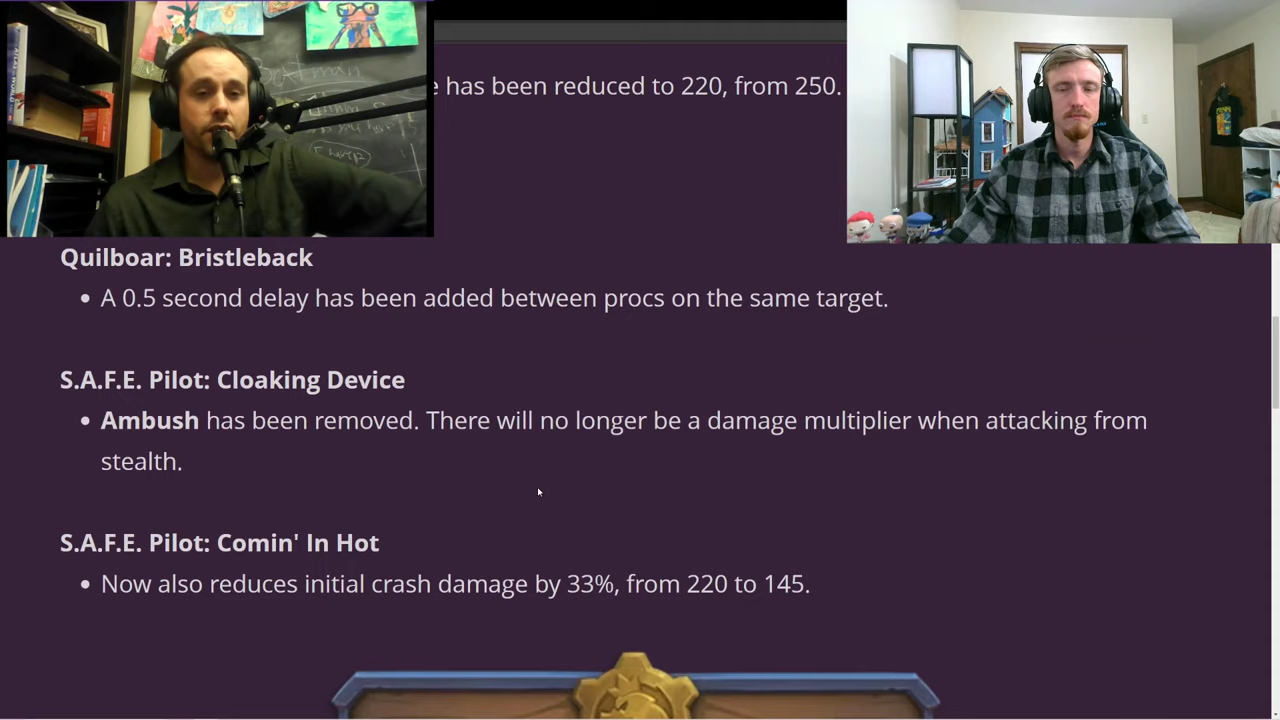 has been reduced to 220, from 250.
Quilboar: Bristleback
• A 0.5 second delay has been added between procs on the same target.
S.A.F.E. Pilot: Cloaking Device
• Ambush has been removed. There will no longer be a damage multiplier when attacking from
stealth.
S.A.F.E. Pilot: Comin' In Hot
• Now also reduces initial crash damage by 33%, from 220 to 145.